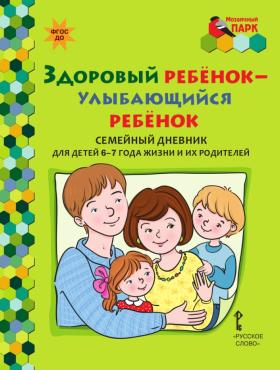 ФГОС
ДО
Мозаичный
ПАРК
ЗДОРОВЫЙ РЕБЁНОК–
УЛЫБАЮЩИЙСЯ
РЕБЁНОК
СЕМЕЙНЫЙ ДНЕВНИК
ДЛЯ ДЕТЕЙ 6–7 ГОДА ЖИЗНИ И ИХ РОДИТЕЛЕЙ
«РУССКОЕ
СЛОВО»